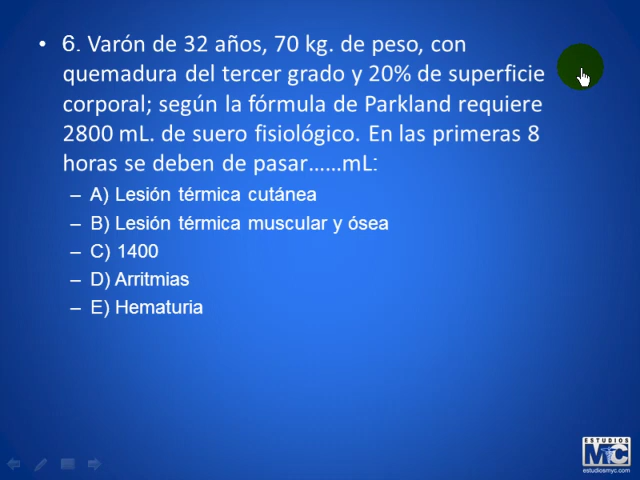 • 6. Varón de 32 años, 70 kg. de peso, con
quemadura del tercer grado y 20% de superficie
corporal; según la fórmula de Parkland requiere
2800 mL. de suero fisiológico. En las primeras 8
horas se deben de pasar……mL:
– A) Lesión térmica cutánea
– B) Lesión térmica muscular y ósea
– C) 1400
– D) Arritmias
– E) Hematuria
ESTUDIOS
MyC
estudiosmyc.com